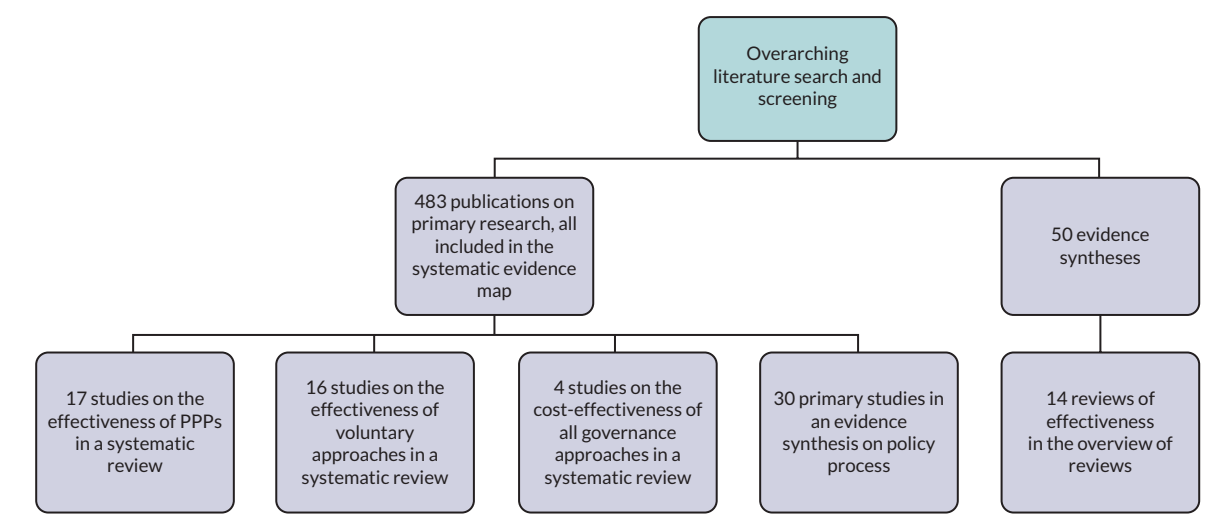 Overarching
literature search and
screening
483 publications on
primary research, all
included in the
systematic evidence
map
50 evidence
syntheses
17 studies on the
effectiveness of PPPs
in a systematic
review
16 studies on the
effectiveness of
voluntary
approaches in a
systematic review
4 studies on the
cost-effectiveness of
all governance
approaches in a
systematic review
30 primary studies in
an evidence
synthesis on policy
process
14 reviews of
effectiveness
in the overview of
reviews